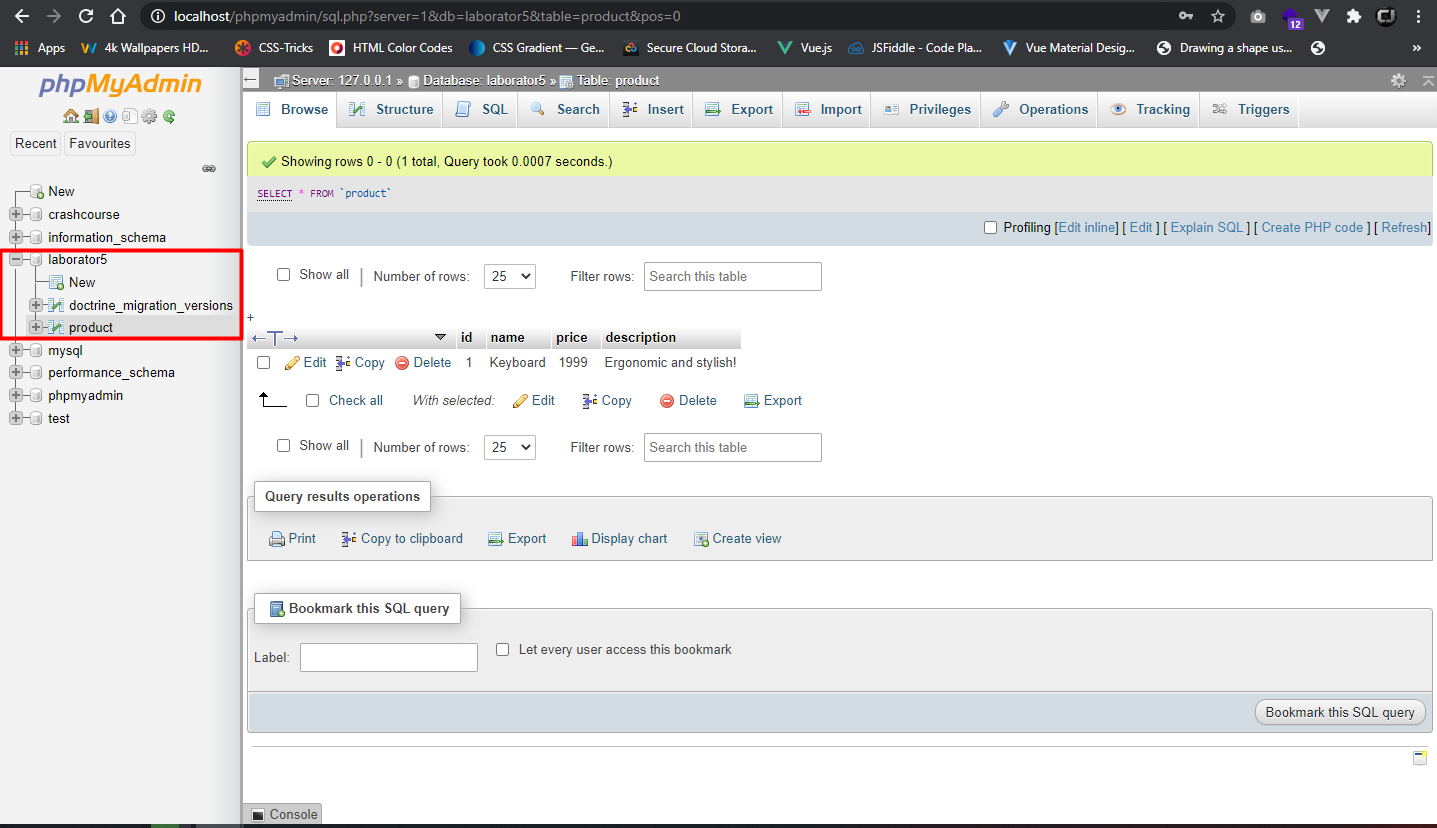 localhost/phpmyadmin/sql.php?server=1&db=laborator5&table=product&pos=0
12
Apps 4k Wallpapers HD... CSS-Tricks HTML Color Codes CSS Gradient — Ge... Secure Cloud Stora... Vue.js JSFiddle - Code Pla... Vue Material Desig... Drawing a shape us... »
phpMyAdmin
Recent Favourites
New
crashcourse
information_schema
laborator5
New
doctrine_migration_versions
product
mysql
performance_schema
phpmyadmin
test
Server: 127.0.0.1 » Database: laborator5 » Table: product
Browse Structure SQL Search Insert Export Import Privileges Operations Tracking Triggers
Showing rows 0 - 0 (1 total, Query took 0.0007 seconds.)
SELECT * FROM `product`
Profiling [Edit inline] [ Edit ] [ Explain SQL ] [ Create PHP code ] [ Refresh]
Show all | Number of rows: 25 Filter rows: Search this table
+
←T→ id name price description
Edit Copy Delete 1 Keyboard 1999 Ergonomic and stylish!
Check all With selected: Edit Copy Delete Export
Show all | Number of rows: 25 Filter rows: Search this table
Query results operations
Print Copy to clipboard Export Display chart Create view
Bookmark this SQL query
Label: Let every user access this bookmark
Bookmark this SQL query
Console